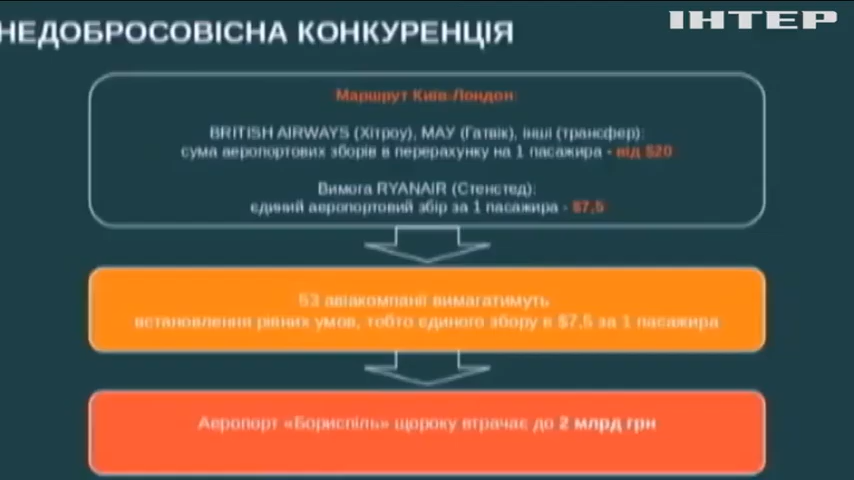 НЕДОБРОСОВІСНА КОНКУРЕНЦІЯ
ІНТЕР
Маршрут Київ-Лондон:
BRITISH AIRWAYS (Хітроу), МАУ (Гатвік), інші (трансфер):
сума аеропортових зборів в перерахунку на 1 пасажира - від $20
Вимога RYANAIR (Стенстед):
єдиний аеропортовий збір за 1 пасажира - $7,5
53 авіакомпанії вимагатимуть
встановлення рівних умов, тобто єдиного збору в $7,5 за 1 пасажира
Аеропорт «Бориспіль» щороку втрачає до 2 млрд грн